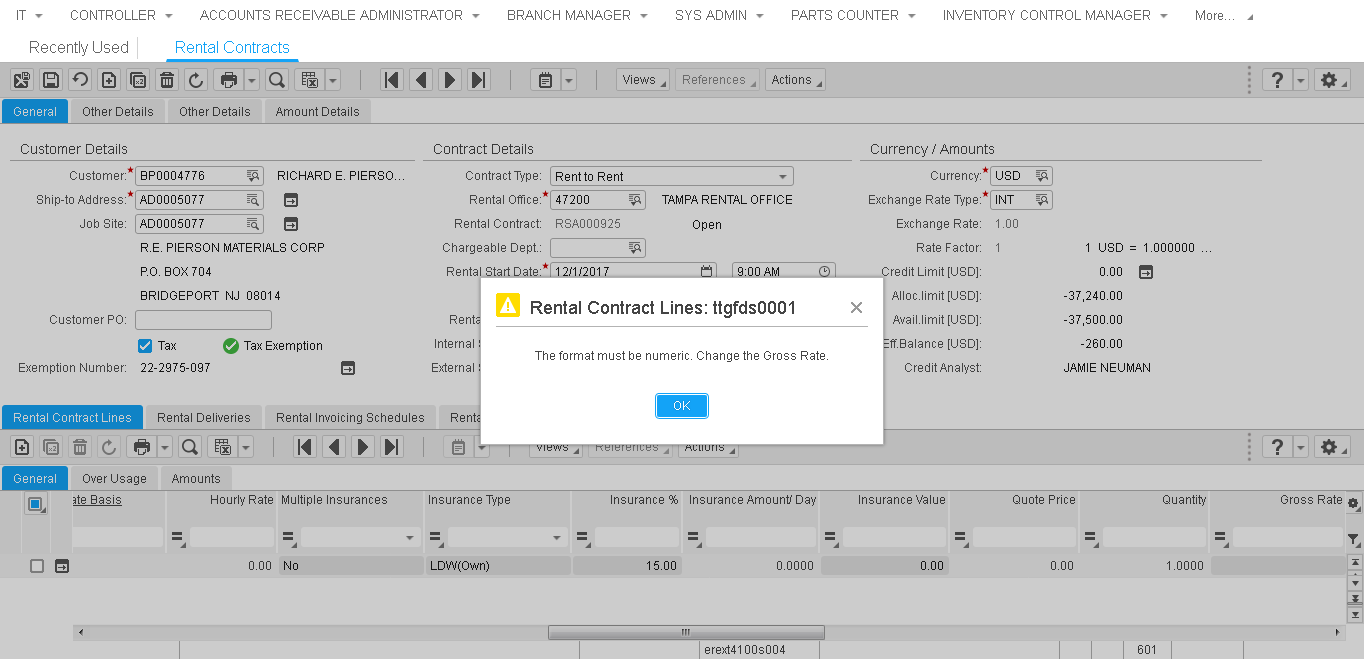 IT CONTROLLER ACCOUNTS RECEIVABLE ADMINISTRATOR BRANCH MANAGER SYS ADMIN PARTS COUNTER INVENTORY CONTROL MANAGER More...
Recently Used Rental Contracts
Views References Actions
General Other Details Other Details Amount Details
Customer Details Contract Details Currency / Amounts
Customer:* BP0004776 RICHARD E. PIERSO... Contract Type: Rent to Rent Currency:* USD
Ship-to Address:* AD0005077 Rental Office:* 47200 TAMPA RENTAL OFFICE Exchange Rate Type:* INT
Job Site: AD0005077 Rental Contract: RSA000925 Open Exchange Rate: 1.00
R.E. PIERSON MATERIALS CORP Chargeable Dept.: Rate Factor: 1 1 USD = 1.000000 ...
P.O. BOX 704 Rental Start Date:* 12/1/2017 9:00 AM Credit Limit [USD]: 0.00
BRIDGEPORT NJ 08014 Alloc.limit [USD]: -37,240.00
Customer PO: Renta Avail.limit [USD]: -37,500.00
Tax Tax Exemption Internal Eff.Balance [USD]: -260.00
Exemption Number: 22-2975-097 External Credit Analyst: JAMIE NEUMAN
Rental Contract Lines: ttgfds0001
The format must be numeric. Change the Gross Rate.
OK
Rental Contract Lines Rental Deliveries Rental Invoicing Schedules Renta
Views References Actions
General Over Usage Amounts
ate Basis Hourly Rate Multiple Insurances Insurance Type Insurance % Insurance Amount/ Day Insurance Value Quote Price Quantity Gross Rate
0.00 No LDW(Own) 15.00 0.0000 0.00 0.00 1.0000
erext4100s004 601